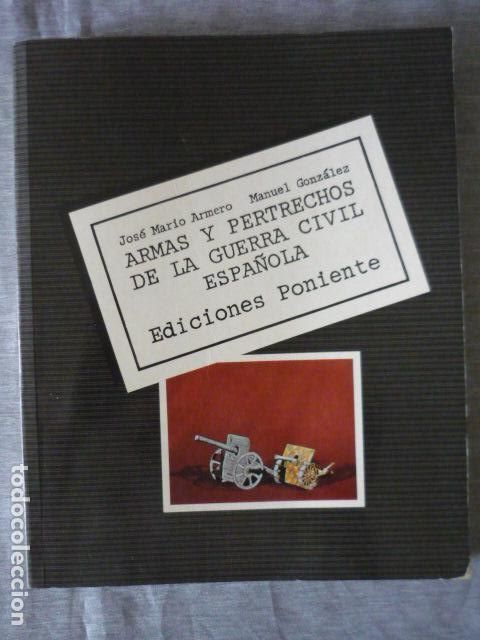 José Mario Armero   Manuel González
ARMAS Y PERTRECHOS
DE LA GUERRA CIVIL
ESPAÑOLA
Ediciones Poniente
todocoleccion